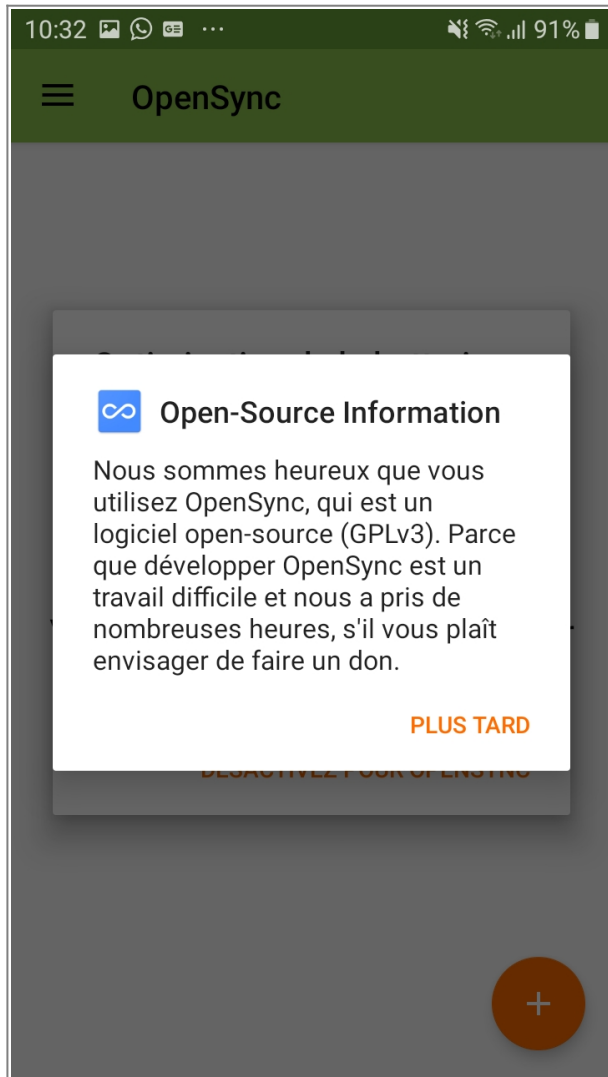 10:32 91%
OpenSync
Open-Source Information
Nous sommes heureux que vous
utilisez OpenSync, qui est un
logiciel open-source (GPLv3). Parce
que développer OpenSync est un
travail difficile et nous a pris de
nombreuses heures, s'il vous plaît
envisager de faire un don.
PLUS TARD